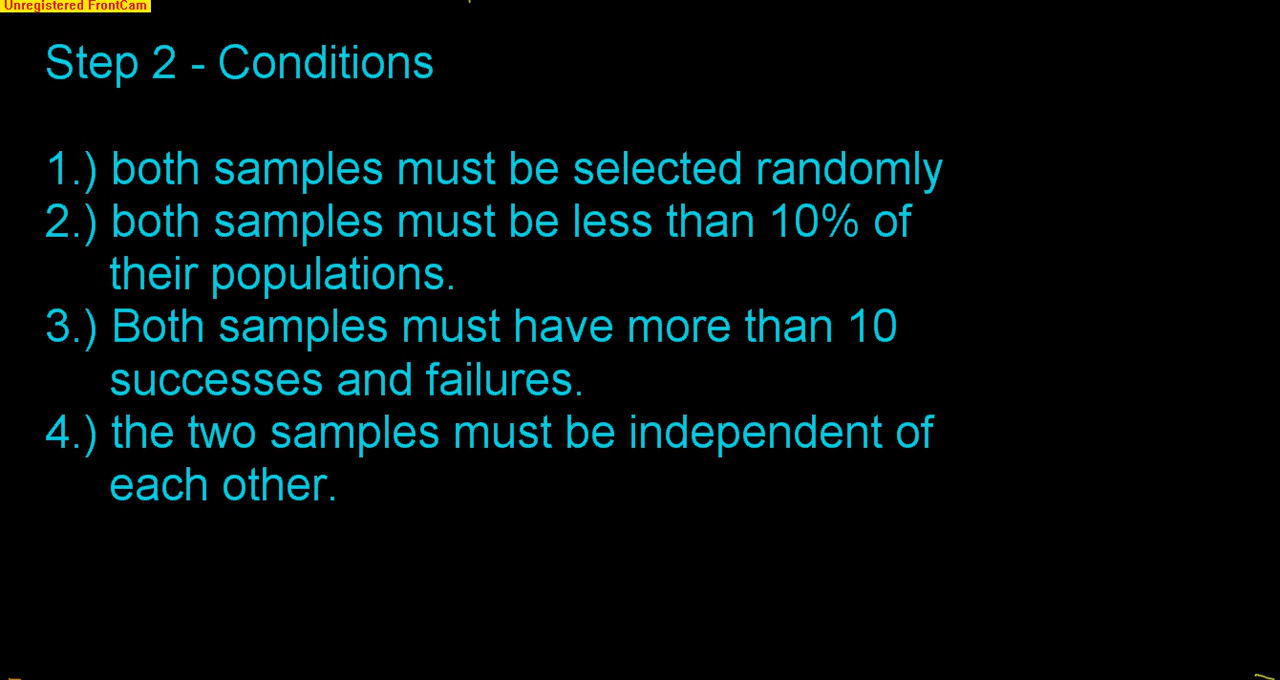 Unregistered FrontCam
Step 2 - Conditions
1.) both samples must be selected randomly
2.) both samples must be less than 10% of
their populations.
3.) Both samples must have more than 10
successes and failures.
4.) the two samples must be independent of
each other.